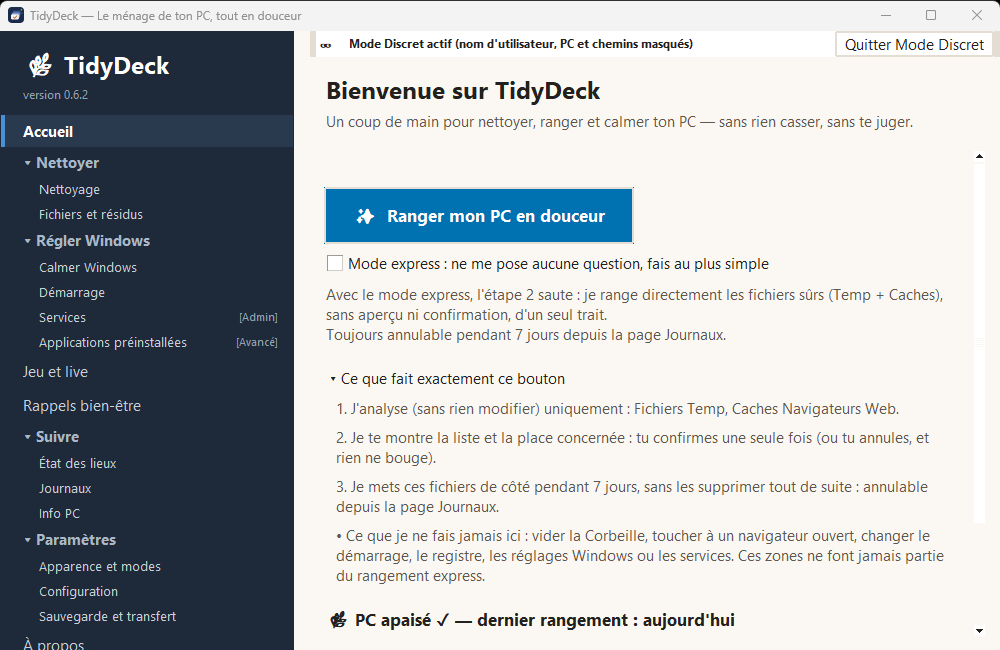 TidyDeck — Le ménage de ton PC, tout en douceur
TidyDeck
version 0.6.2
Accueil
Nettoyer
Nettoyage
Fichiers et résidus
Régler Windows
Calmer Windows
Démarrage
Services [Admin]
Applications préinstallées [Avancé]
Jeu et live
Rappels bien-être
Suivre
État des lieux
Journaux
Info PC
Paramètres
Apparence et modes
Configuration
Sauvegarde et transfert
À propos
Mode Discret actif (nom d'utilisateur, PC et chemins masqués)
Quitter Mode Discret
Bienvenue sur TidyDeck
Un coup de main pour nettoyer, ranger et calmer ton PC — sans rien casser, sans te juger.
Ranger mon PC en douceur
Mode express : ne me pose aucune question, fais au plus simple
Avec le mode express, l'étape 2 saute : je range directement les fichiers sûrs (Temp + Caches),
sans aperçu ni confirmation, d'un seul trait.
Toujours annulable pendant 7 jours depuis la page Journaux.
Ce que fait exactement ce bouton
1. J'analyse (sans rien modifier) uniquement : Fichiers Temp, Caches Navigateurs Web.
2. Je te montre la liste et la place concernée : tu confirmes une seule fois (ou tu annules, et
rien ne bouge).
3. Je mets ces fichiers de côté pendant 7 jours, sans les supprimer tout de suite : annulable
depuis la page Journaux.
• Ce que je ne fais jamais ici : vider la Corbeille, toucher à un navigateur ouvert, changer le
démarrage, le registre, les réglages Windows ou les services. Ces zones ne font jamais partie
du rangement express.
PC apaisé ✓ — dernier rangement : aujourd'hui